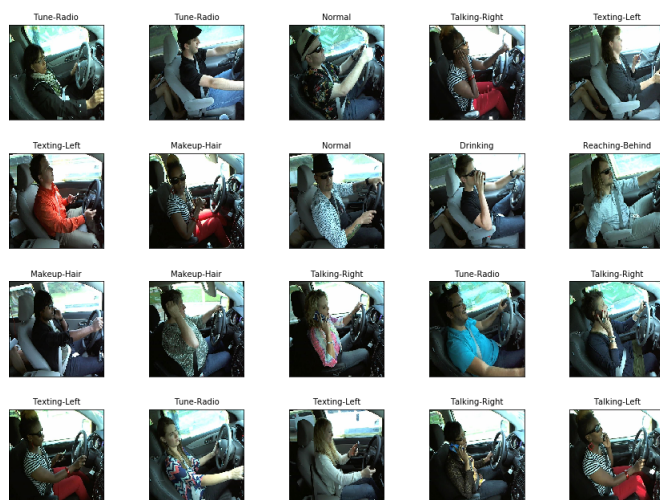 Tune-Radio Tune-Radio Normal Talking-Right Texting-Left
Texting-Left Makeup-Hair Normal Drinking Reaching-Behind
Makeup-Hair Makeup-Hair Talking-Right Tune-Radio Talking-Right
Texting-Left Tune-Radio Texting-Left Talking-Right Talking-Left